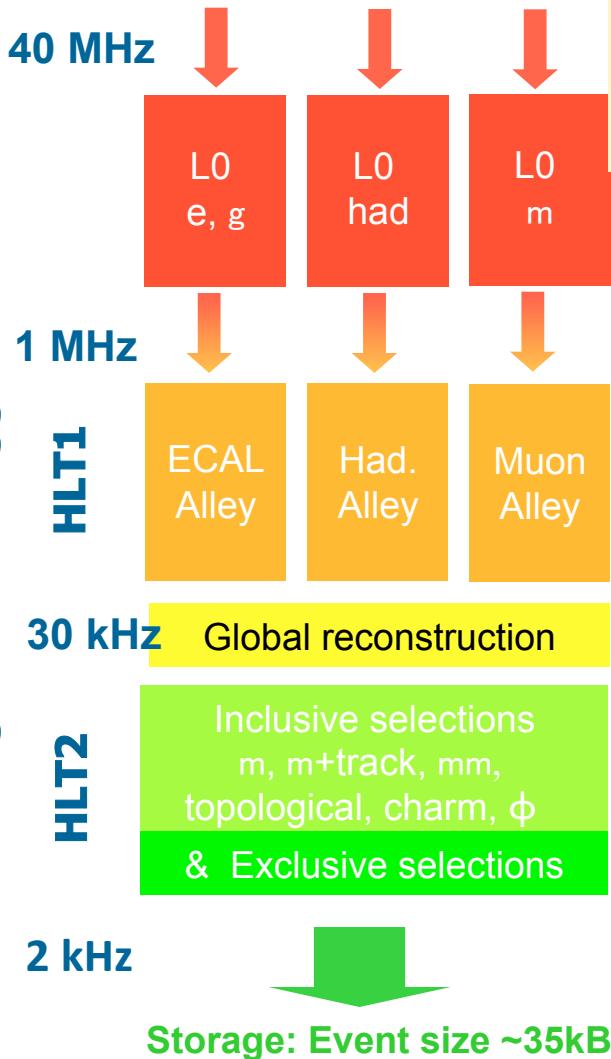 40 MHz
L0
e, g
L0
had
L0
m
1 MHz
HLT1
ECAL
Alley
Had.
Alley
Muon
Alley
30 kHz
Global reconstruction
HLT2
Inclusive selections
m, m+track, mm,
topological, charm, ϕ
& Exclusive selections
2 kHz
Storage: Event size ~35kB